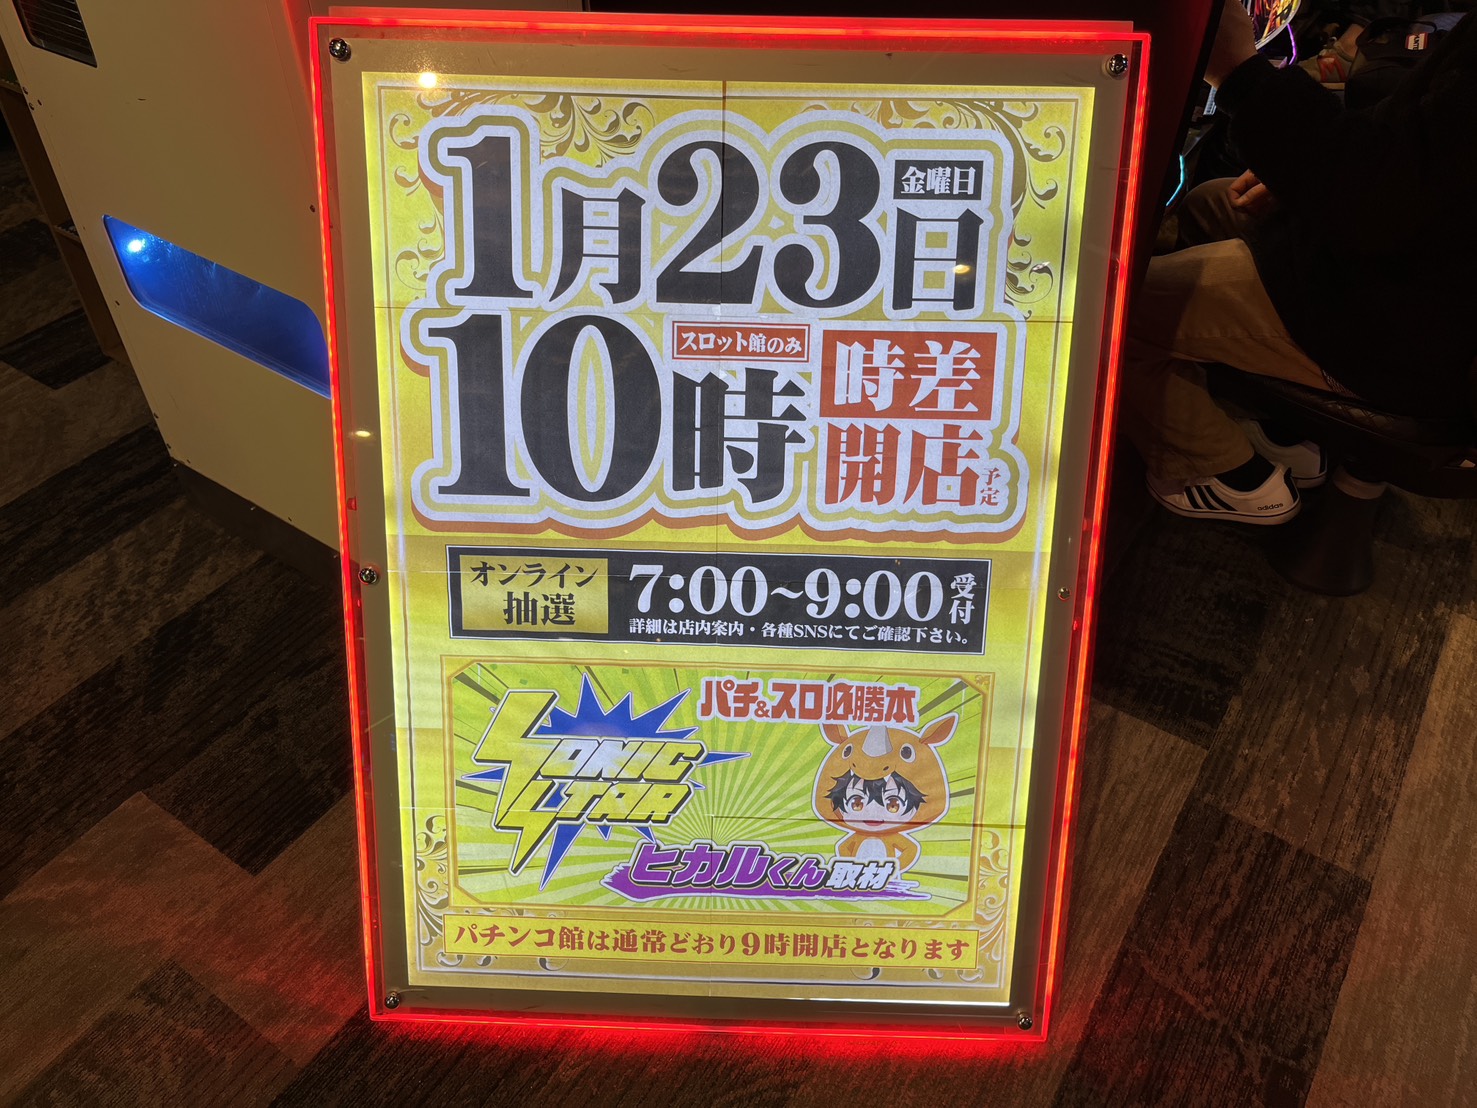 1月23日
金曜日
10時
スロット館のみ
時差
開店
予定
オンライン
抽選
7:00～9:00
受付
詳細は店内案内・各種SNSにてご確認下さい。
パチ&スロ必勝本
SONIC
STAR
ヒカルくん取材
パチンコ館は通常どおり9時開店となります
adidas